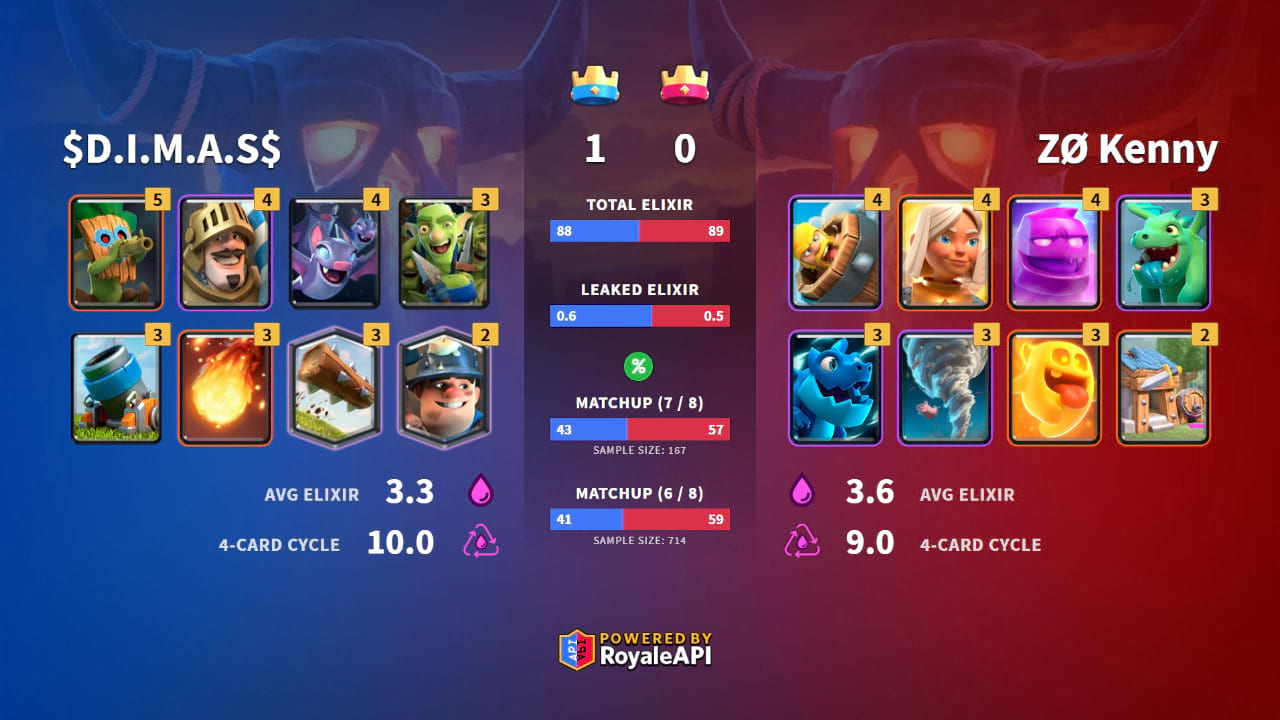 1 0
$D.I.M.A.S$
ZØ Kenny
5 4 4 3
3 3 3 2
AVG ELIXIR 3.3
4-CARD CYCLE 10.0
TOTAL ELIXIR
88 89
LEAKED ELIXIR
0.6 0.5
%
MATCHUP (7 / 8)
43 57
SAMPLE SIZE: 167
MATCHUP (6 / 8)
41 59
SAMPLE SIZE: 714
4 4 4 3
3 3 3 2
3.6 AVG ELIXIR
9.0 4-CARD CYCLE
API
API
POWERED BY
RoyaleAPI